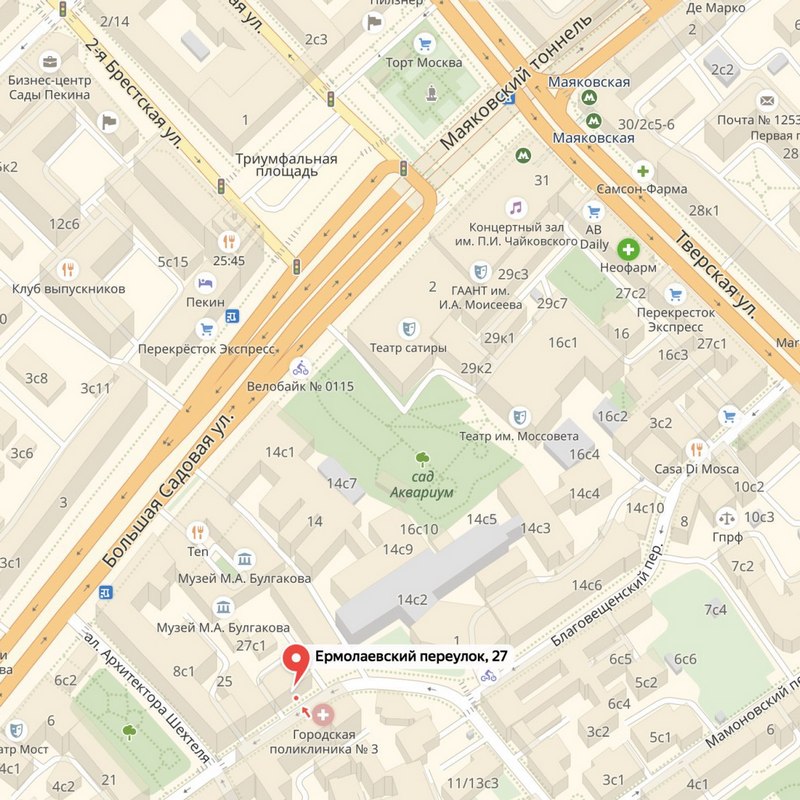 Пилзнер
Де Марко
2/14
2с3
2
Торт Москва
2с2
Бизнес-центр
Сады Пекина
2-я Брестская ул.
Маяковский тоннель
Маяковская
Маяковская
1
30/2с5-6
Почта № 1253
Первая
28
Триумфальная
площадь
31
Самсон-Фарма
28к1
12с6
25:45
5с15
Концертный зал
им. П.И. Чайковского
AB
Daily
Неофарм
Тверская ул.
Клуб выпускников
Пекин
2
29с3
ГААНТ им.
И.А. Моисеева
29с7
27с2
Перекресток
Экспресс
Перекрёсток Экспресс
Театр сатиры
29к1
16с1
16
27с1
16с3
29к2
Велобайк № 0115
3с8
3с11
Театр им. Моссовета
16с2
3с2
3с6
14с1
14с7
сад
Аквариум
16с4
Casa Di Mosca
Большая Садовая ул.
3
14с4
10с2
14
16с10
14с5
14с3
14с10
8
10с3
Гпрф
3с1
Ten
14с9
7с2
Музей М.А. Булгакова
14с2
14с6
Благовещенский пер.
7с4
Музей М.А. Булгакова
27с1
1
Ермолаевский переулок, 27
ал. Архитектора Шехтеля
8с1
25
6с5
6с6
6с2
5с2
3с2
6с4
Мамоновский пер.
Городская
поликлиника № 3
5с1
6
атр Мост
4с1
4с2
21
11/13с3
3с1
4с1